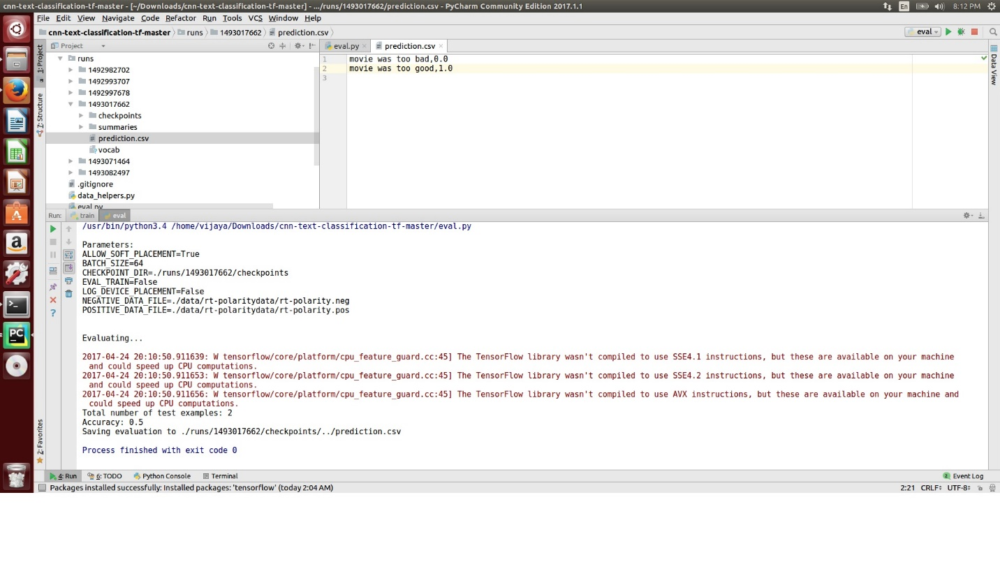 cnn-text-classification-tf-master - [~/Downloads/cnn-text-classification-tf-master] - .../runs/1493017662/prediction.csv - PyCharm Community Edition 2017.1.1
En
8:12 PM
File Edit View Navigate Code Refactor Run Tools VCS Window Help
cnn-text-classification-tf-master runs 1493017662 prediction.csv
eval
1: Project
Project
eval.py
prediction.csv
runs
1492982702
1492993707
1492997678
1493017662
checkpoints
summaries
prediction.csv
vocab
1493071464
1493082497
.gitignore
data_helpers.py
eval.py
1 movie was too bad,0.0
2 movie was too good,1.0
3
Data View
7: Structure
Run: train eval
/usr/bin/python3.4 /home/vijaya/Downloads/cnn-text-classification-tf-master/eval.py
Parameters:
ALLOW_SOFT_PLACEMENT=True
BATCH_SIZE=64
CHECKPOINT_DIR=./runs/1493017662/checkpoints
EVAL_TRAIN=False
LOG_DEVICE_PLACEMENT=False
NEGATIVE_DATA_FILE=./data/rt-polaritydata/rt-polarity.neg
POSITIVE_DATA_FILE=./data/rt-polaritydata/rt-polarity.pos
Evaluating...
2017-04-24 20:10:50.911639: W tensorflow/core/platform/cpu_feature_guard.cc:45] The TensorFlow library wasn't compiled to use SSE4.1 instructions, but these are available on your machine
and could speed up CPU computations.
2017-04-24 20:10:50.911653: W tensorflow/core/platform/cpu_feature_guard.cc:45] The TensorFlow library wasn't compiled to use SSE4.2 instructions, but these are available on your machine
and could speed up CPU computations.
2017-04-24 20:10:50.911656: W tensorflow/core/platform/cpu_feature_guard.cc:45] The TensorFlow library wasn't compiled to use AVX instructions, but these are available on your machine and
could speed up CPU computations.
Total number of test examples: 2
Accuracy: 0.5
Saving evaluation to ./runs/1493017662/checkpoints/../prediction.csv
Process finished with exit code 0
2: Favorites
4: Run 6: TODO Python Console Terminal
2 Event Log
Packages installed successfully: Installed packages: 'tensorflow' (today 2:04 AM)
2:21 CRLF UTF-8
PC
a